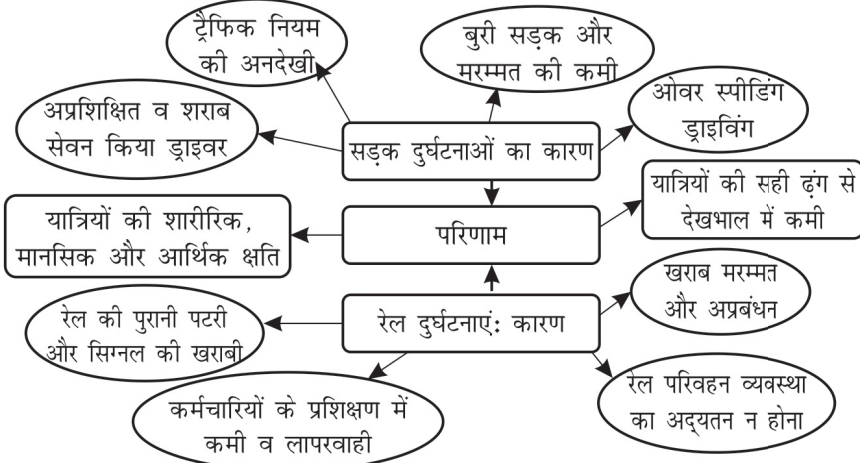 ट्रैफिक नियम
की अनदेखी
बुरी सड़क और
मरम्मत की कमी
अप्रशिक्षित व शराब
सेवन किया ड्राइवर
सड़क दुर्घटनाओं का कारण
ओवर स्पीडिंग
ड्राइविंग
यात्रियों की शारीरिक,
मानसिक और आर्थिक क्षति
परिणाम
यात्रियों की सही ढ़ंग से
देखभाल में कमी
रेल की पुरानी पटरी
और सिग्नल की खराबी
रेल दुर्घटनाएं: कारण
खराब मरम्मत
और अप्रबंधन
कर्मचारियों के प्रशिक्षण में
कमी व लापरवाही
रेल परिवहन व्यवस्था
का अद्यतन न होना